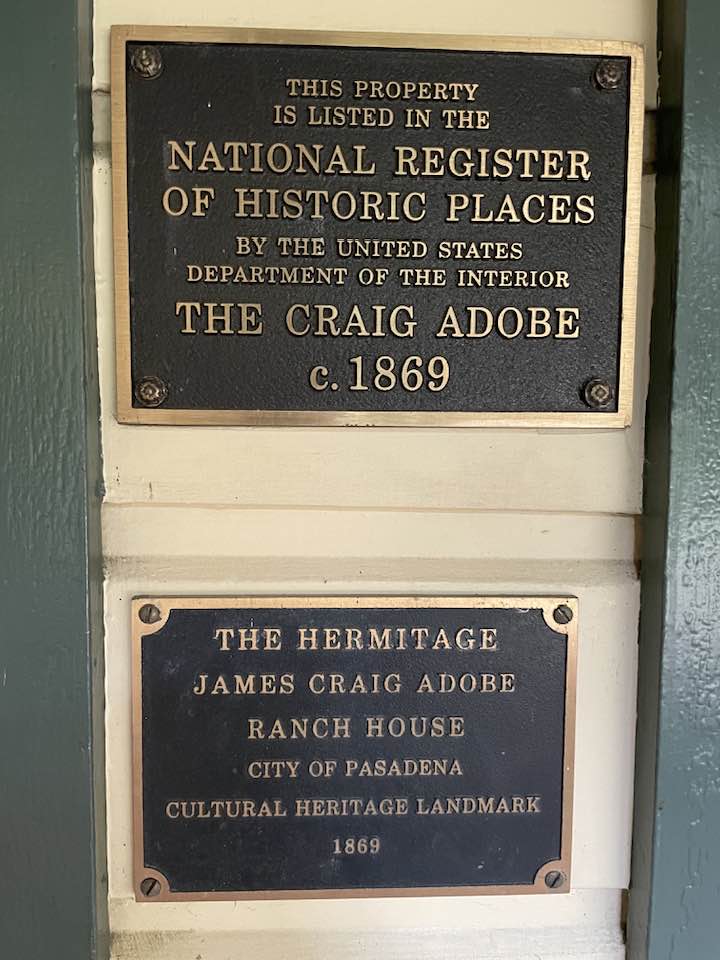 THIS PROPERTY
IS LISTED IN THE
NATIONAL REGISTER
OF HISTORIC PLACES
BY THE UNITED STATES
DEPARTMENT OF THE INTERIOR
THE CRAIG ADOBE
c. 1869
THE HERMITAGE
JAMES CRAIG ADOBE
RANCH HOUSE
CITY OF PASADENA
CULTURAL HERITAGE LANDMARK
1869